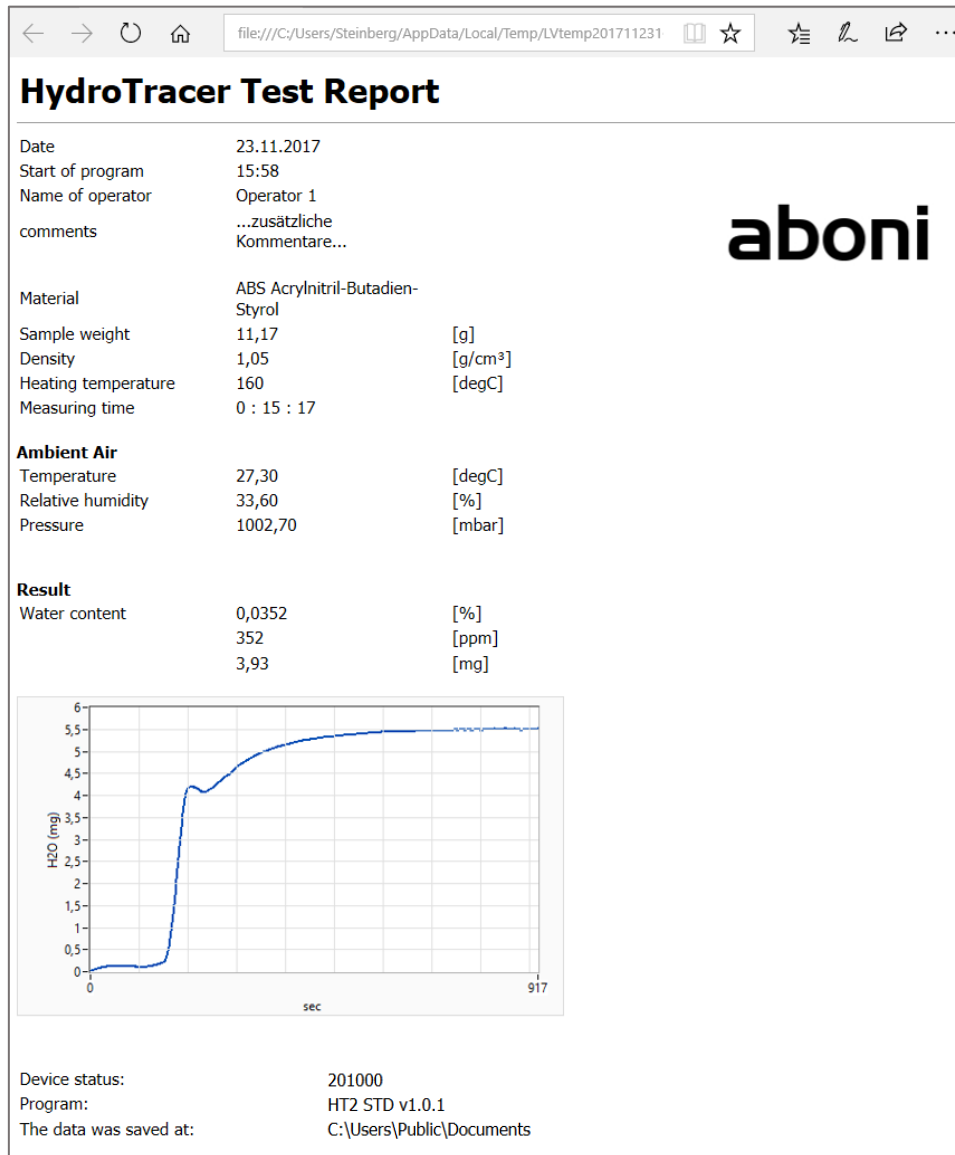 file:///C:/Users/Steinberg/AppData/Local/Temp/LVtemp201711231
HydroTracer Test Report
Date 23.11.2017
Start of program 15:58
Name of operator Operator 1
comments ...zusätzliche
Kommentare...
aboni
Material ABS Acrylnitril-Butadien-
Styrol
Sample weight 11,17 [g]
Density 1,05 [g/cm³]
Heating temperature 160 [degC]
Measuring time 0 : 15 : 17
Ambient Air
Temperature 27,30 [degC]
Relative humidity 33,60 [%]
Pressure 1002,70 [mbar]
Result
Water content 0,0352 [%]
352 [ppm]
3,93 [mg]
H2O (mg)
6
5,5
5
4,5
4
3,5
3
2,5
2
1,5
1
0,5
0
0 917
sec
Device status: 201000
Program: HT2 STD v1.0.1
The data was saved at: C:\Users\Public\Documents